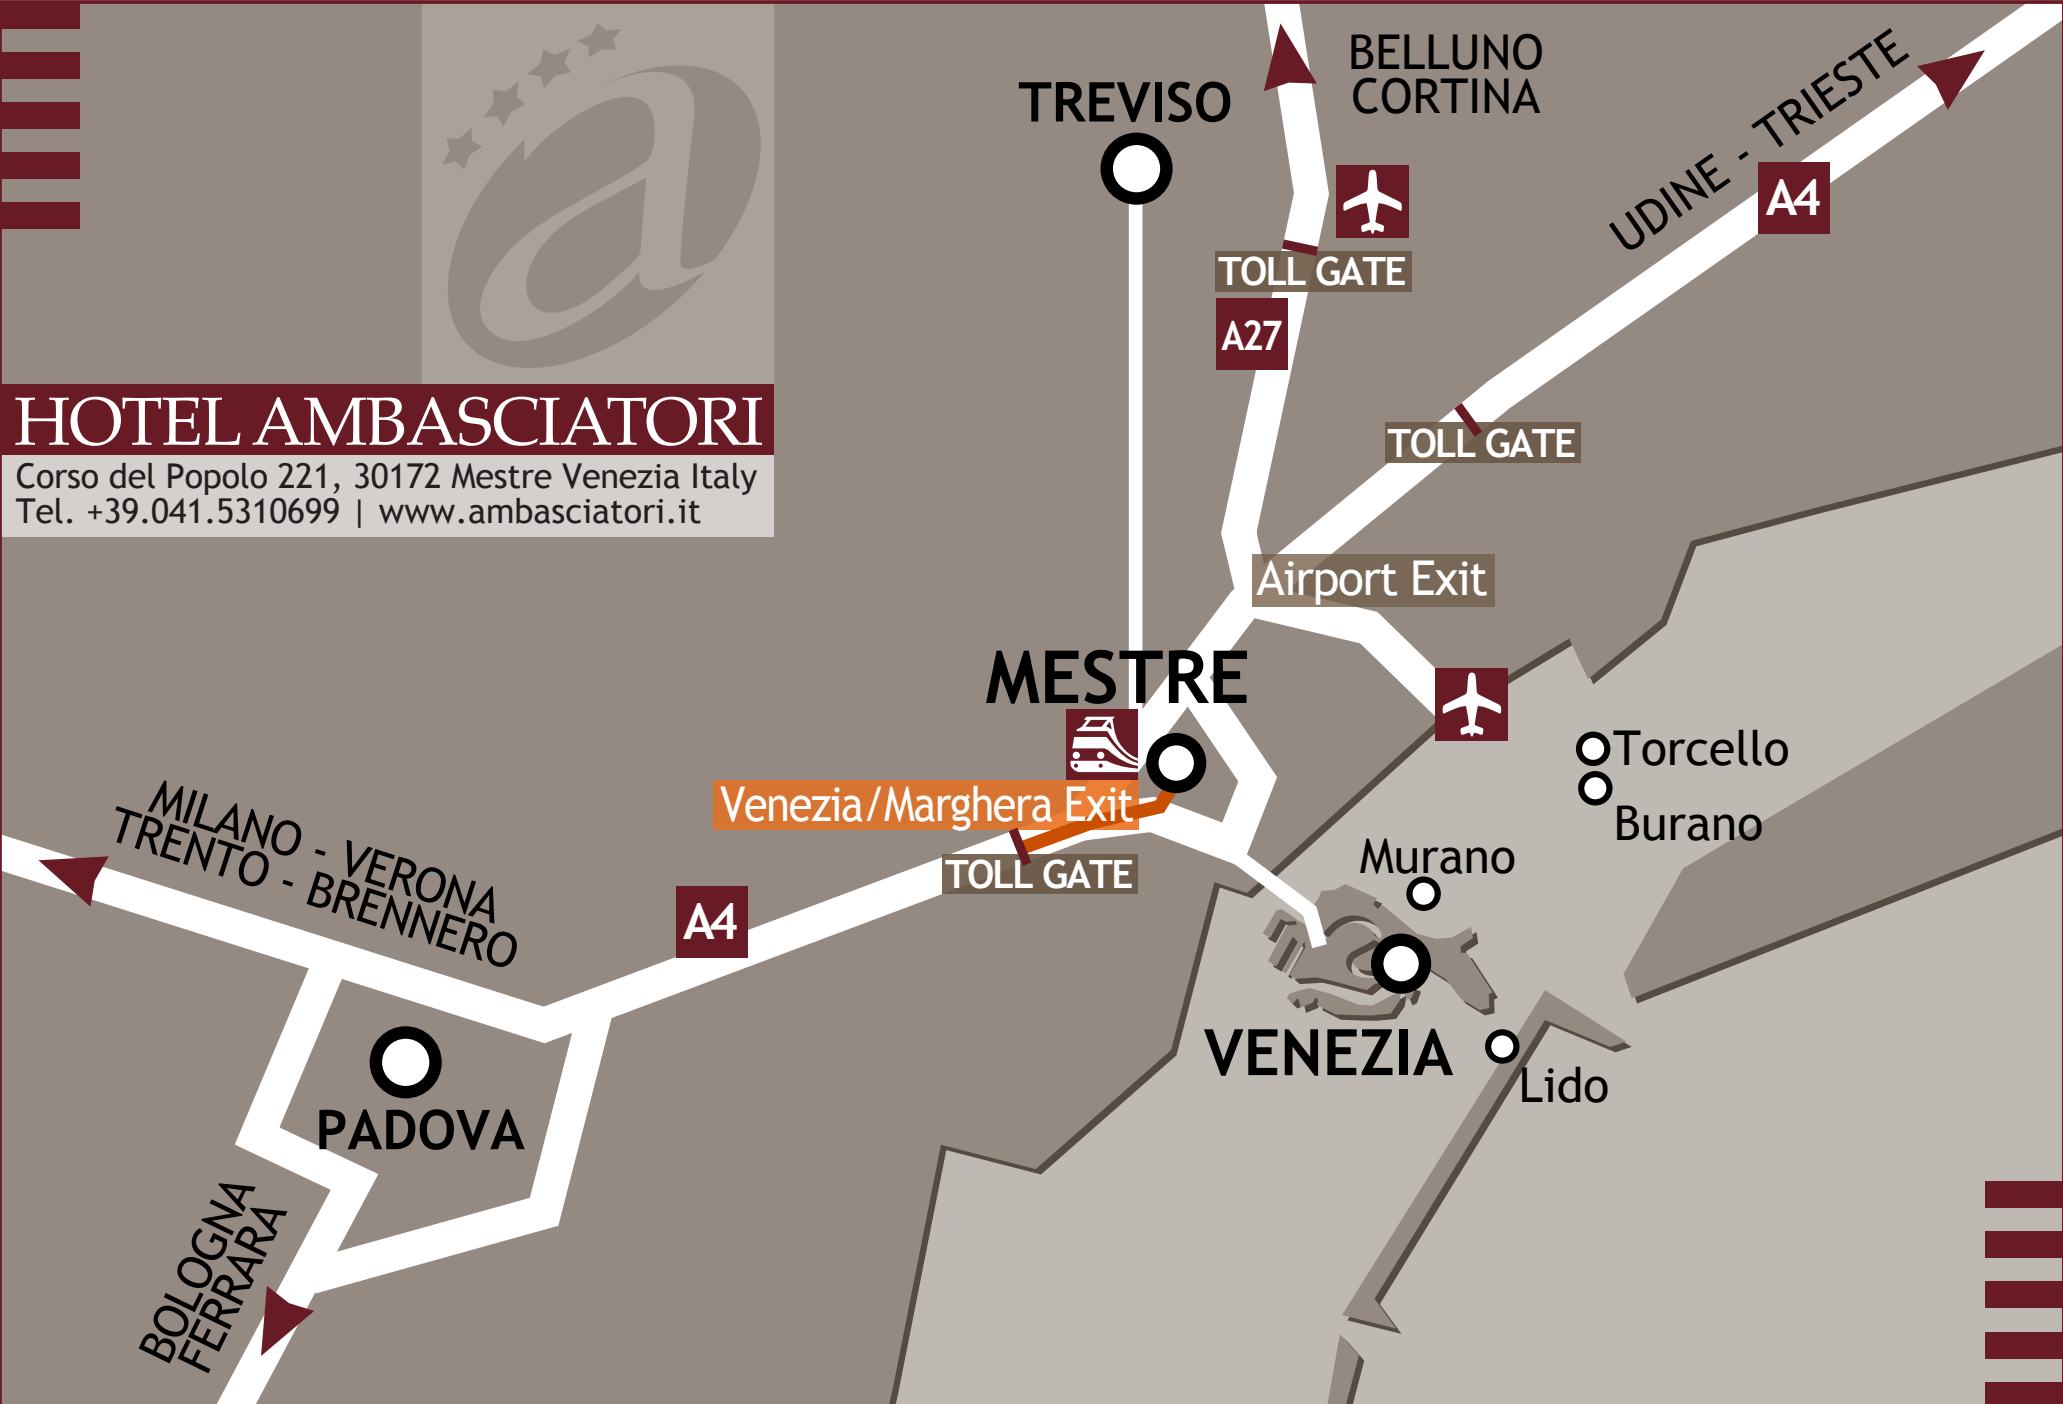 BELLUNO
CORTINA
TREVISO
UDINE - TRIESTE
A4
TOLL GATE
A27
HOTEL AMBASCIATORI
Corso del Popolo 221, 30172 Mestre Venezia Italy
Tel. +39.041.5310699 | www.ambasciatori.it
TOLL GATE
Airport Exit
MESTRE
Torcello
Burano
Venezia/Marghera Exit
TOLL GATE
Murano
MILANO - VERONA
TRENTO - BRENNERO
A4
VENEZIA
Lido
PADOVA
BOLOGNA
FERRARA